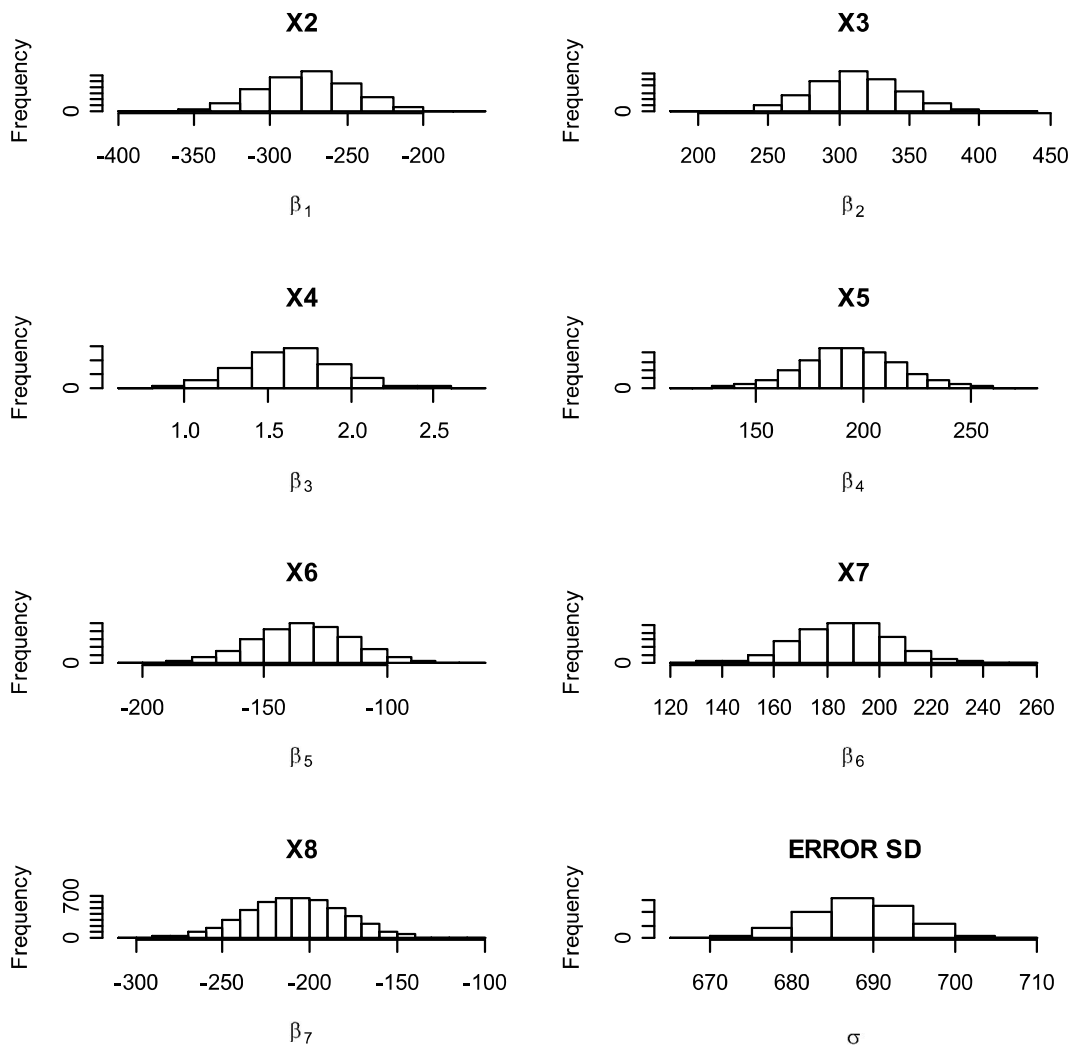 X2
Frequency
0
-400 -350 -300 -250 -200
β1
X3
Frequency
0
200 250 300 350 400 450
β2
X4
Frequency
0
1.0 1.5 2.0 2.5
β3
X5
Frequency
0
150 200 250
β4
X6
Frequency
0
-200 -150 -100
β5
X7
Frequency
0
120 140 160 180 200 220 240 260
β6
X8
Frequency
0 700
-300 -250 -200 -150 -100
β7
ERROR SD
Frequency
0
670 680 690 700 710
σ